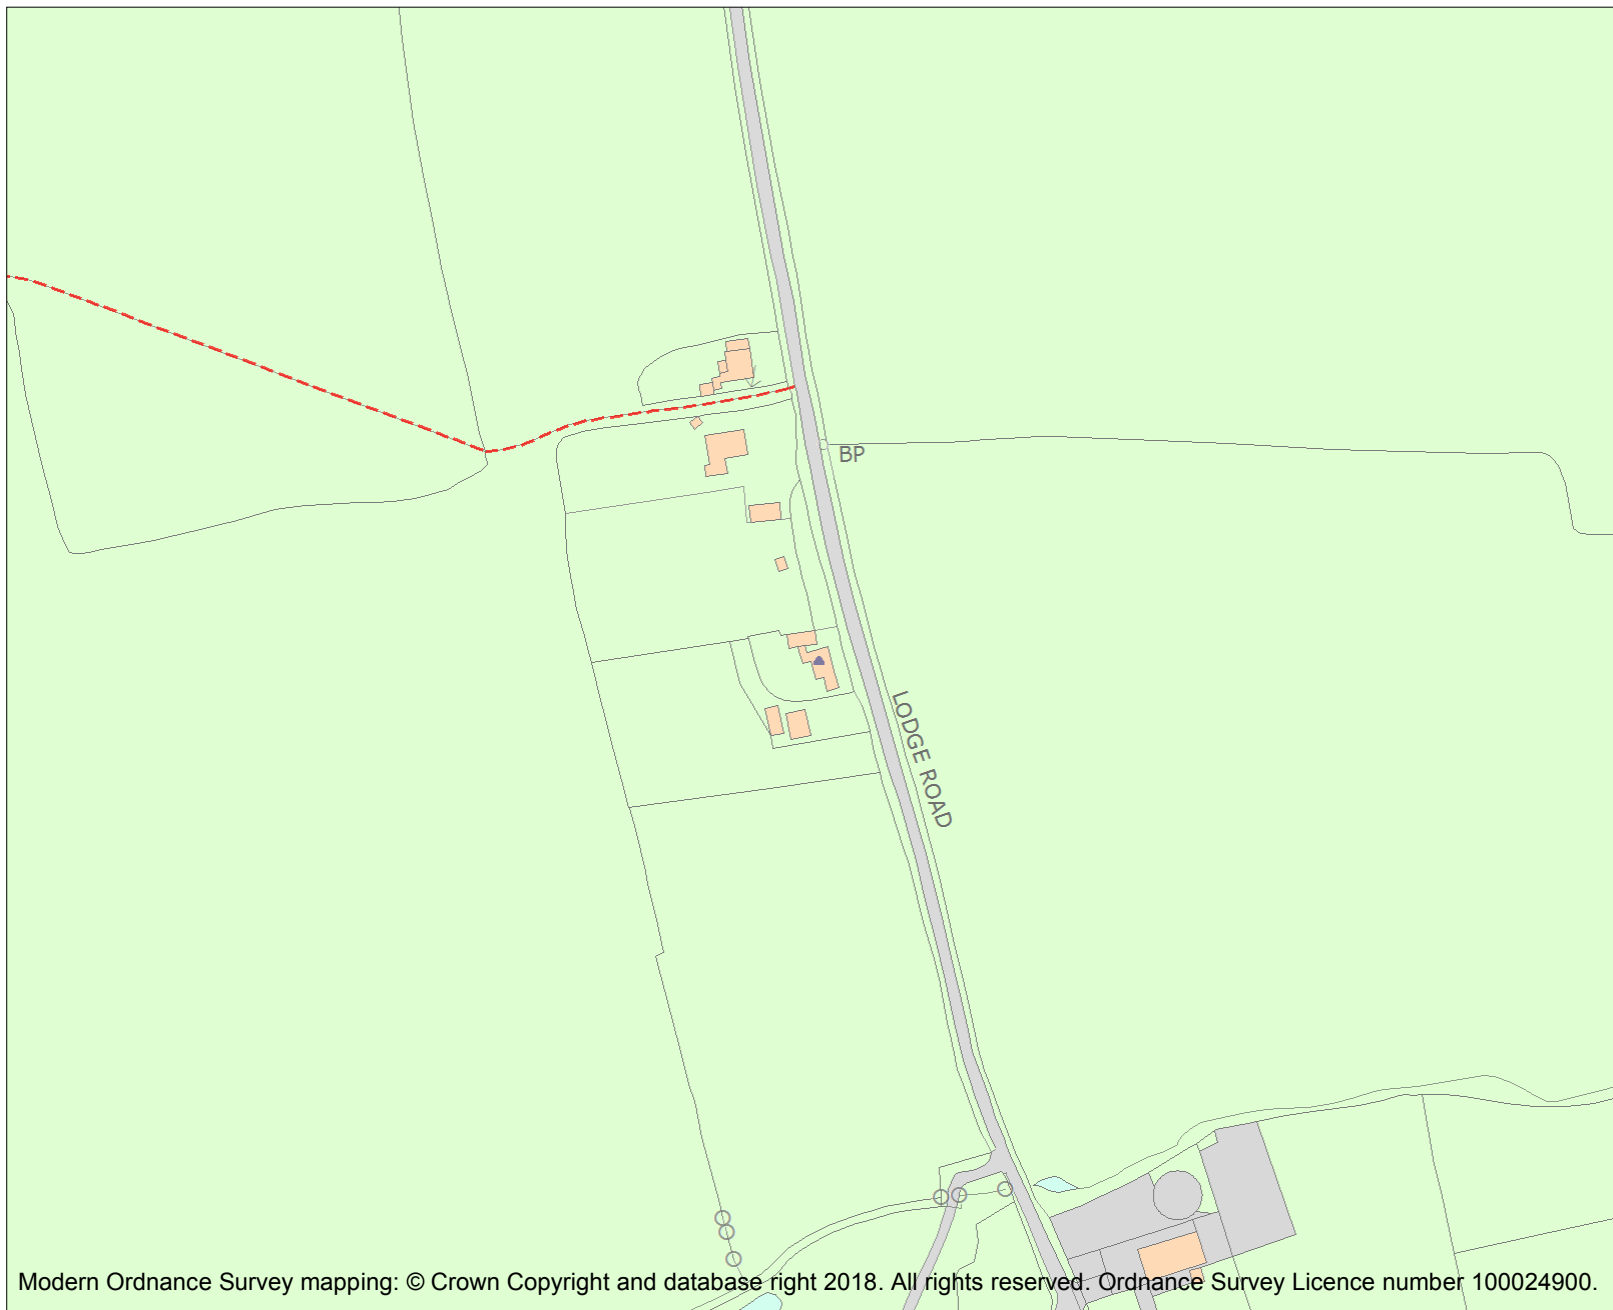 BP
LODGE ROAD
Modern Ordnance Survey mapping: © Crown Copyright and database right 2018. All rights reserved. Ordnance Survey Licence number 100024900.